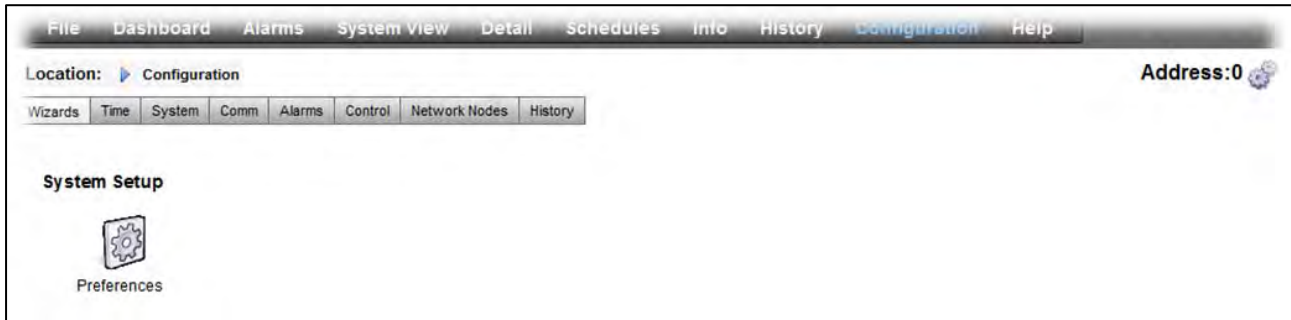 File Dashboard Alarms System View Detail Schedules Info History Configuration Help
Location: Configuration Address:0
Wizards Time System Comm Alarms Control Network Nodes History
System Setup
Preferences